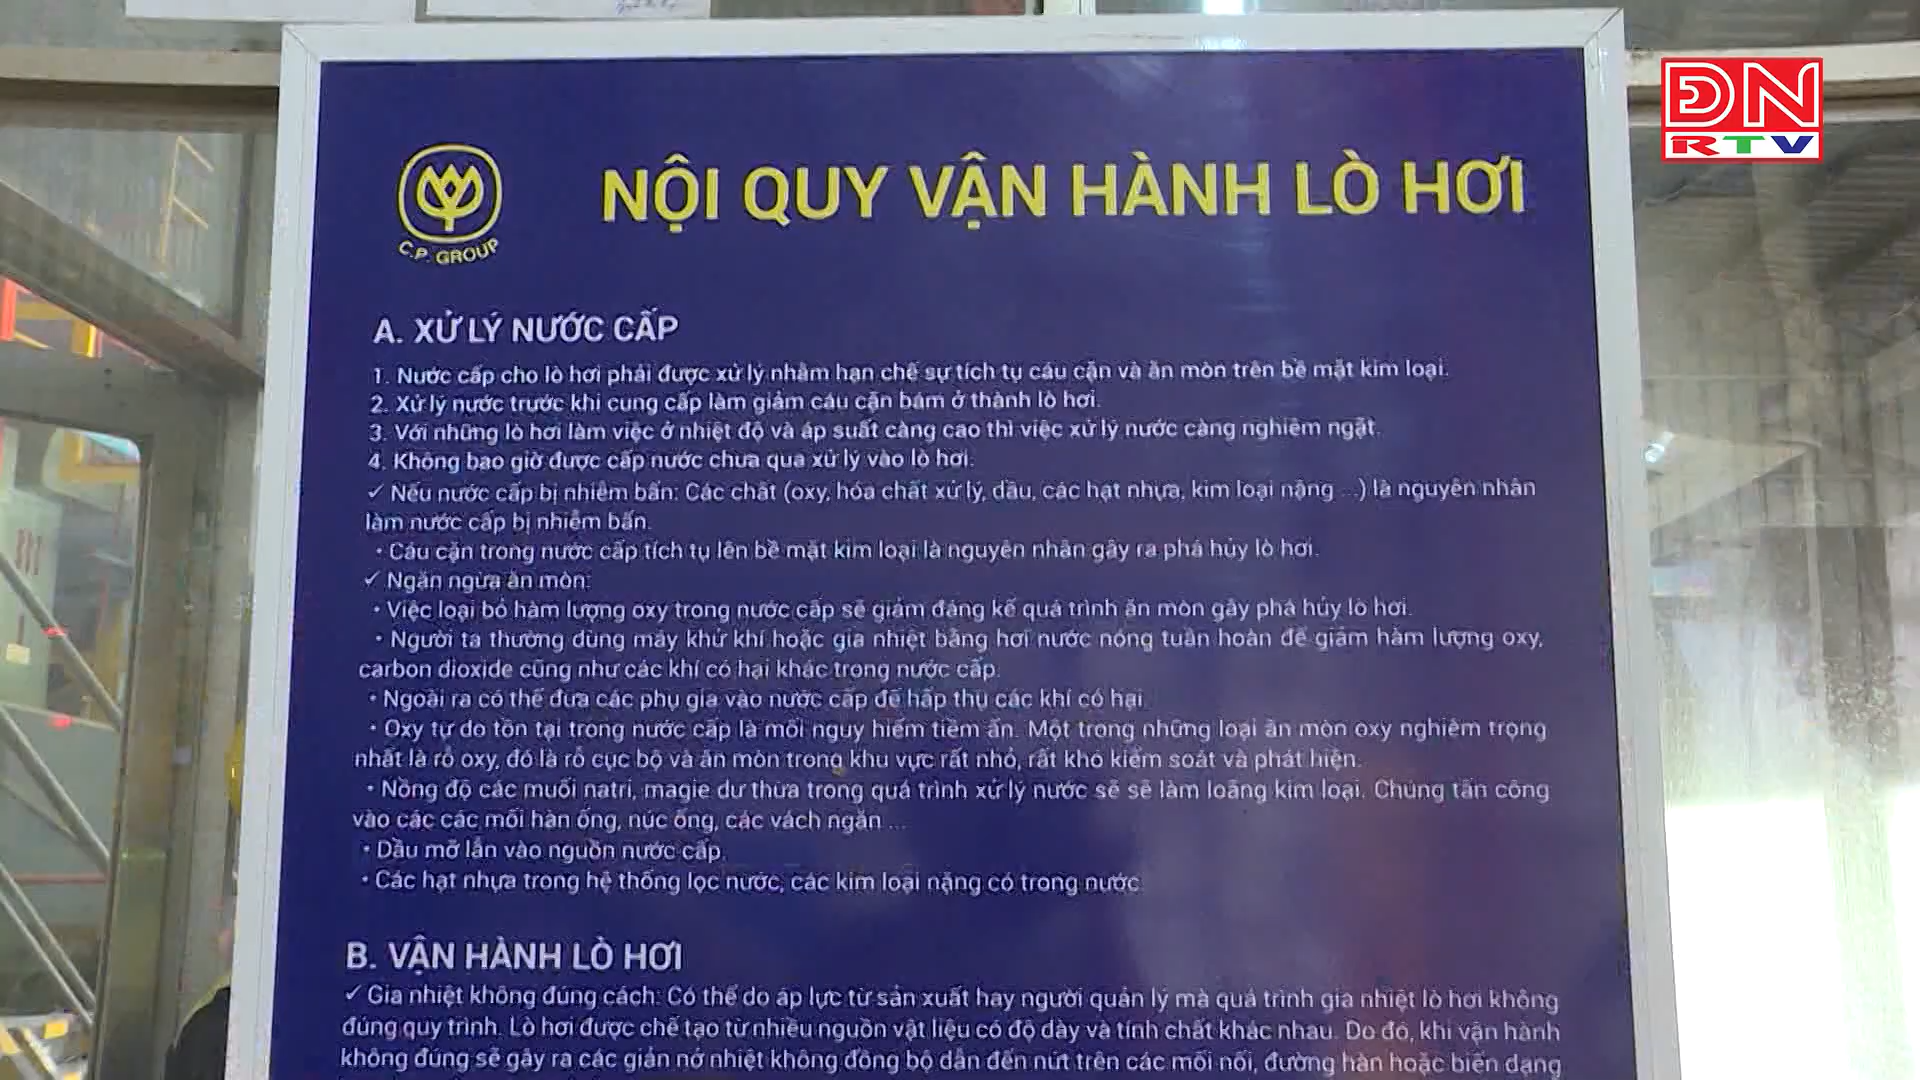 ĐN
RTV
C.P. GROUP
NỘI QUY VẬN HÀNH LÒ HƠI
A. XỬ LÝ NƯỚC CẤP
1. Nước cấp cho lò hơi phải được xử lý nhằm hạn chế sự tích tụ cáu cặn và ăn mòn trên bề mặt kim loại.
2. Xử lý nước trước khi cung cấp làm giảm cáu cặn bám ở thành lò hơi.
3. Với những lò hơi làm việc ở nhiệt độ và áp suất càng cao thì việc xử lý nước càng nghiêm ngặt.
4. Không bao giờ được cấp nước chưa qua xử lý vào lò hơi.
✓ Nếu nước cấp bị nhiễm bẩn: Các chất (oxy, hóa chất xử lý, dầu, các hạt nhựa, kim loại nặng ...) là nguyên nhân
làm nước cấp bị nhiễm bẩn.
• Cáu cặn trong nước cấp tích tụ lên bề mặt kim loại là nguyên nhân gây ra phá hủy lò hơi.
✓ Ngăn ngừa ăn mòn:
• Việc loại bỏ hàm lượng oxy trong nước cấp sẽ giảm đáng kể quá trình ăn mòn gây phá hủy lò hơi.
• Người ta thường dùng máy khử khí hoặc gia nhiệt bằng hơi nước nóng tuần hoàn để giảm hàm lượng oxy,
carbon dioxide cũng như các khí có hại khác trong nước cấp.
• Ngoài ra có thể đưa các phụ gia vào nước cấp để hấp thụ các khí có hại.
• Oxy tự do tồn tại trong nước cấp là mối nguy hiểm tiềm ẩn. Một trong những loại ăn mòn oxy nghiêm trọng
nhất là rỗ oxy, đó là rỗ cục bộ và ăn mòn trong khu vực rất nhỏ, rất khó kiểm soát và phát hiện.
• Nồng độ các muối natri, magie dư thừa trong quá trình xử lý nước sẽ sẽ làm loãng kim loại. Chúng tấn công
vào các các mối hàn ống, núc ống, các vách ngăn ...
• Dầu mỡ lẫn vào nguồn nước cấp.
• Các hạt nhựa trong hệ thống lọc nước, các kim loại nặng có trong nước.
B. VẬN HÀNH LÒ HƠI
✓ Gia nhiệt không đúng cách: Có thể do áp lực từ sản xuất hay người quản lý mà quá trình gia nhiệt lò hơi không
đúng quy trình. Lò hơi được chế tạo từ nhiều nguồn vật liệu có độ dày và tính chất khác nhau. Do đó, khi vận hành
không đúng sẽ gây ra các giản nở nhiệt không đồng bộ dẫn đến nứt trên các mối nối, đường hàn hoặc biến dạng